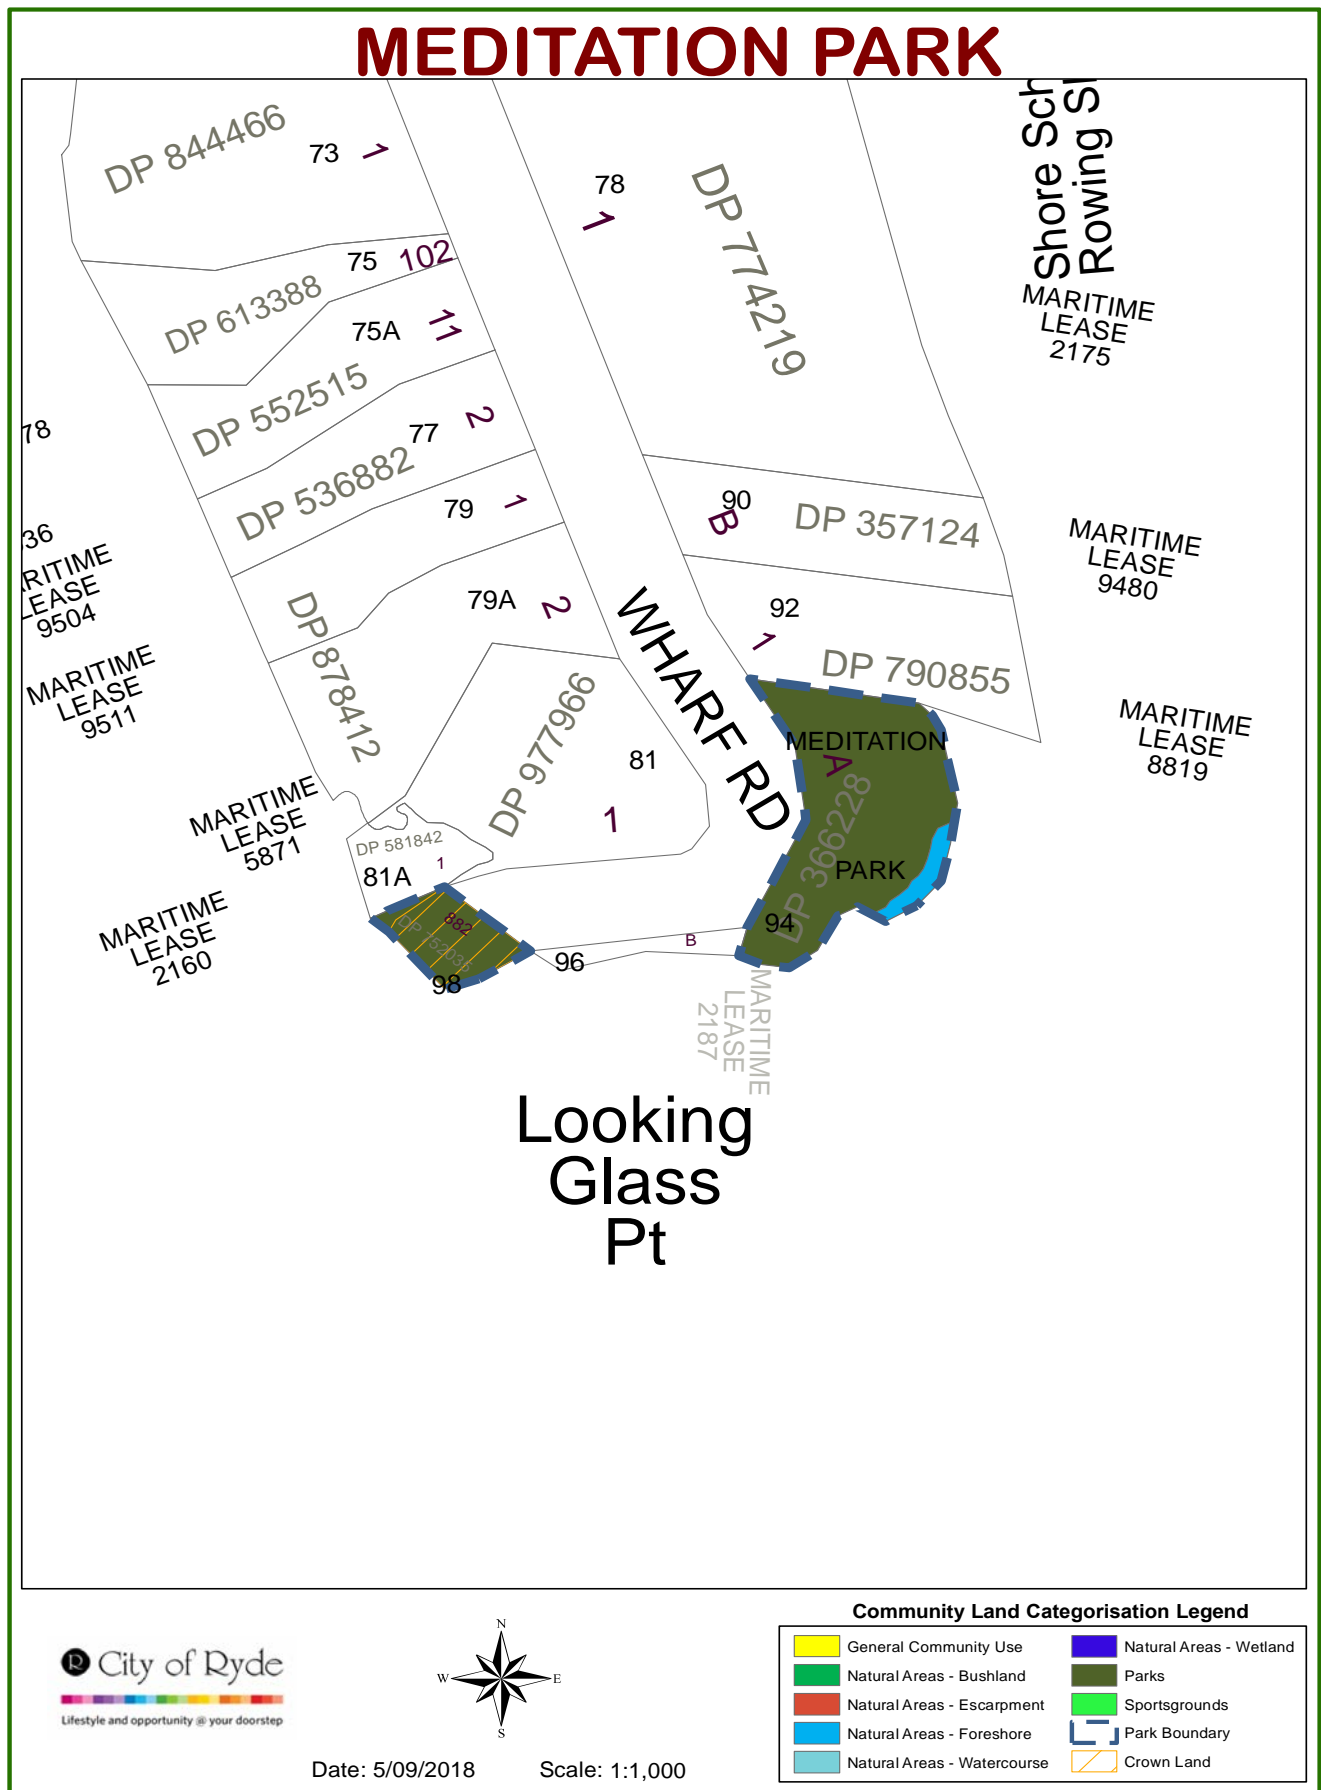 MEDITATION PARK
DP 844466
73
1
78
1
DP 774219
Shore Sch
Rowing
MARITIME
LEASE
2175
75
102
DP 613388
75A
11
DP 552515
77
2
78
DP 536882
79
1
90
B
DP 357124
MARITIME
LEASE
9480
36
RITIME
LEASE
9504
79A
2
WHARF RD
92
1
DP 790855
DP 878412
MARITIME
LEASE
9511
DP 977966
81
1
MEDITATION
A
DP 366228
PARK
94
MARITIME
LEASE
8819
MARITIME
LEASE
5871
DP 581842
1
81A
882
DP 752035
98
96
B
MARITIME
LEASE
2160
MARITIME
LEASE
2187
Looking
Glass
Pt
R City of Ryde
Lifestyle and opportunity @ your doorstep
N
W
E
S
Date: 5/09/2018
Scale: 1:1,000
Community Land Categorisation Legend
General Community Use
Natural Areas - Bushland
Natural Areas - Escarpment
Natural Areas - Foreshore
Natural Areas - Watercourse
Natural Areas - Wetland
Parks
Sportsgrounds
Park Boundary
Crown Land